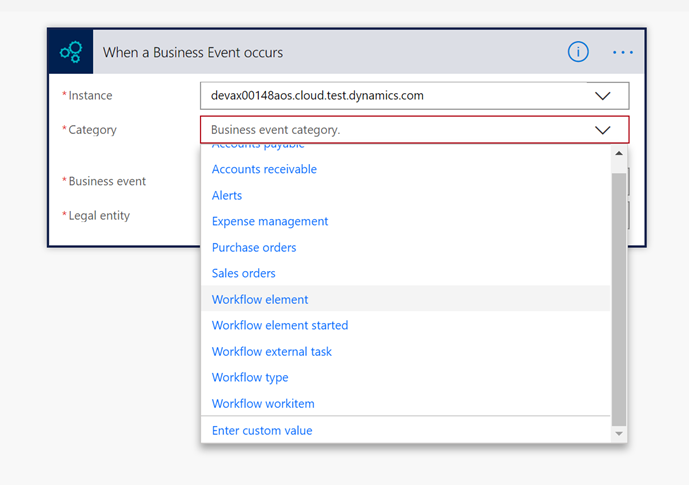 When a Business Event occurs
* Instance
devax00148aos.cloud.test.dynamics.com
* Category
Business event category.
Accounts payable
Accounts receivable
Alerts
* Business event
Expense management
* Legal entity
Purchase orders
Sales orders
Workflow element
Workflow element started
Workflow external task
Workflow type
Workflow workitem
Enter custom value